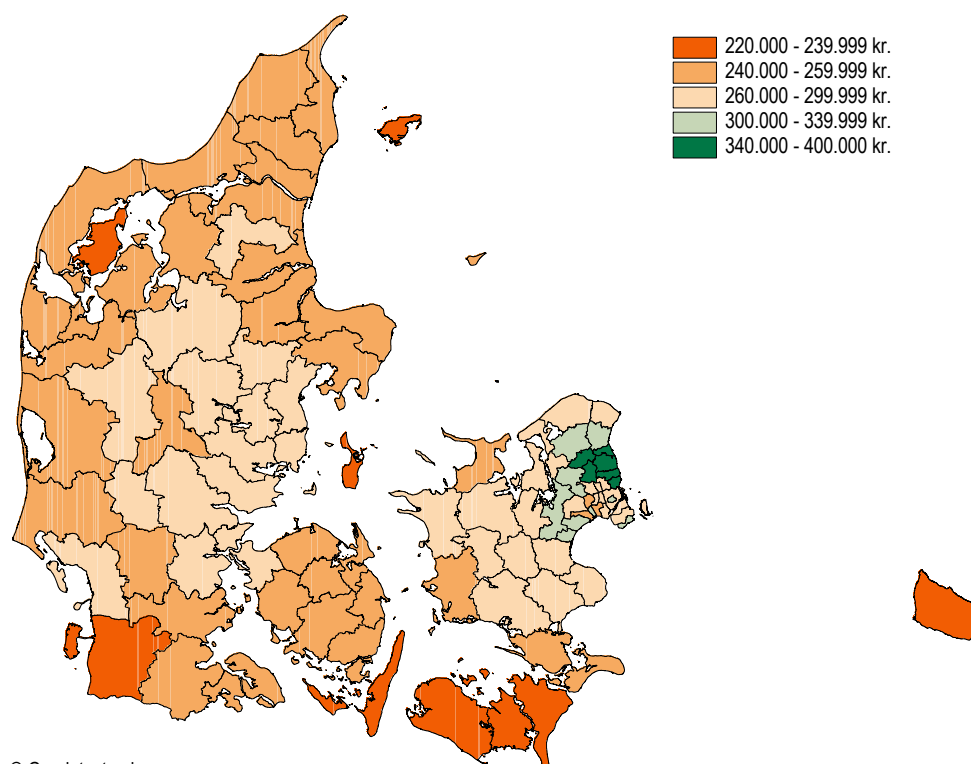 220.000 - 239.999 kr.
240.000 - 259.999 kr.
260.000 - 299.999 kr.
300.000 - 339.999 kr.
340.000 - 400.000 kr.